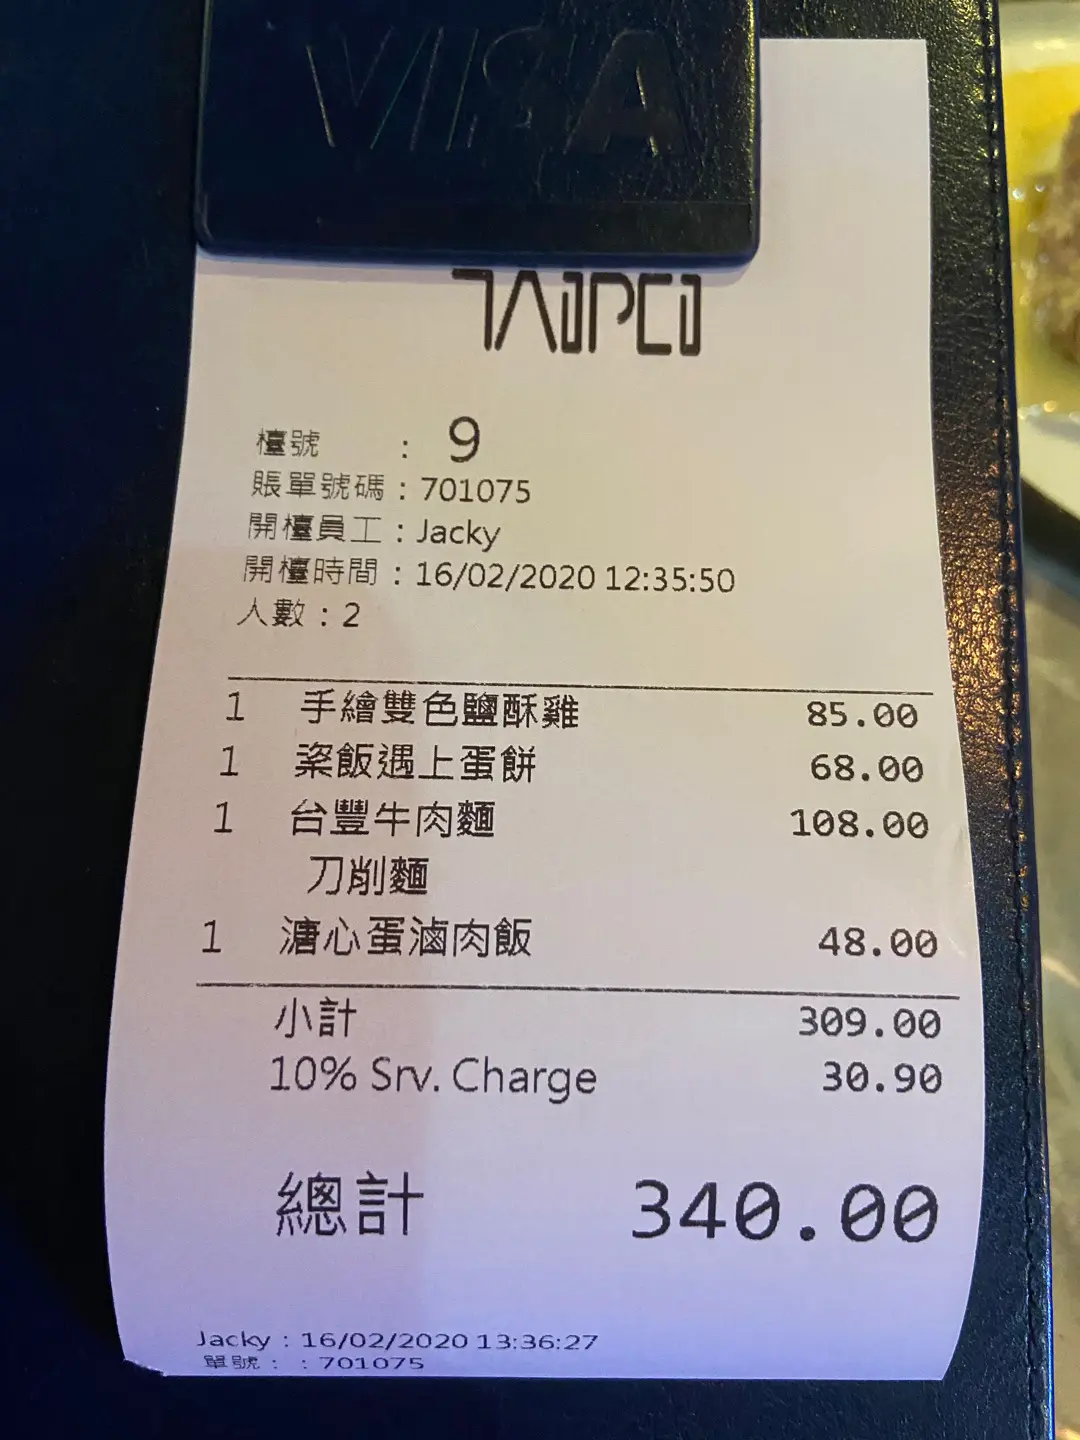 VISA
TAIPEI
檯號 : 9
賬單號碼 : 701075
開檯員工 : Jacky
開檯時間 : 16/02/2020 12:35:50
人數 : 2
1 手繪雙色鹽酥雞 85.00
1 粢飯遇上蛋餅 68.00
1 台豐牛肉麵 108.00
刀削麵
1 溏心蛋滷肉飯 48.00
小計 309.00
10% Srv. Charge 30.90
總計 340.00
Jacky : 16/02/2020 13:36:27
單號 : : 701075